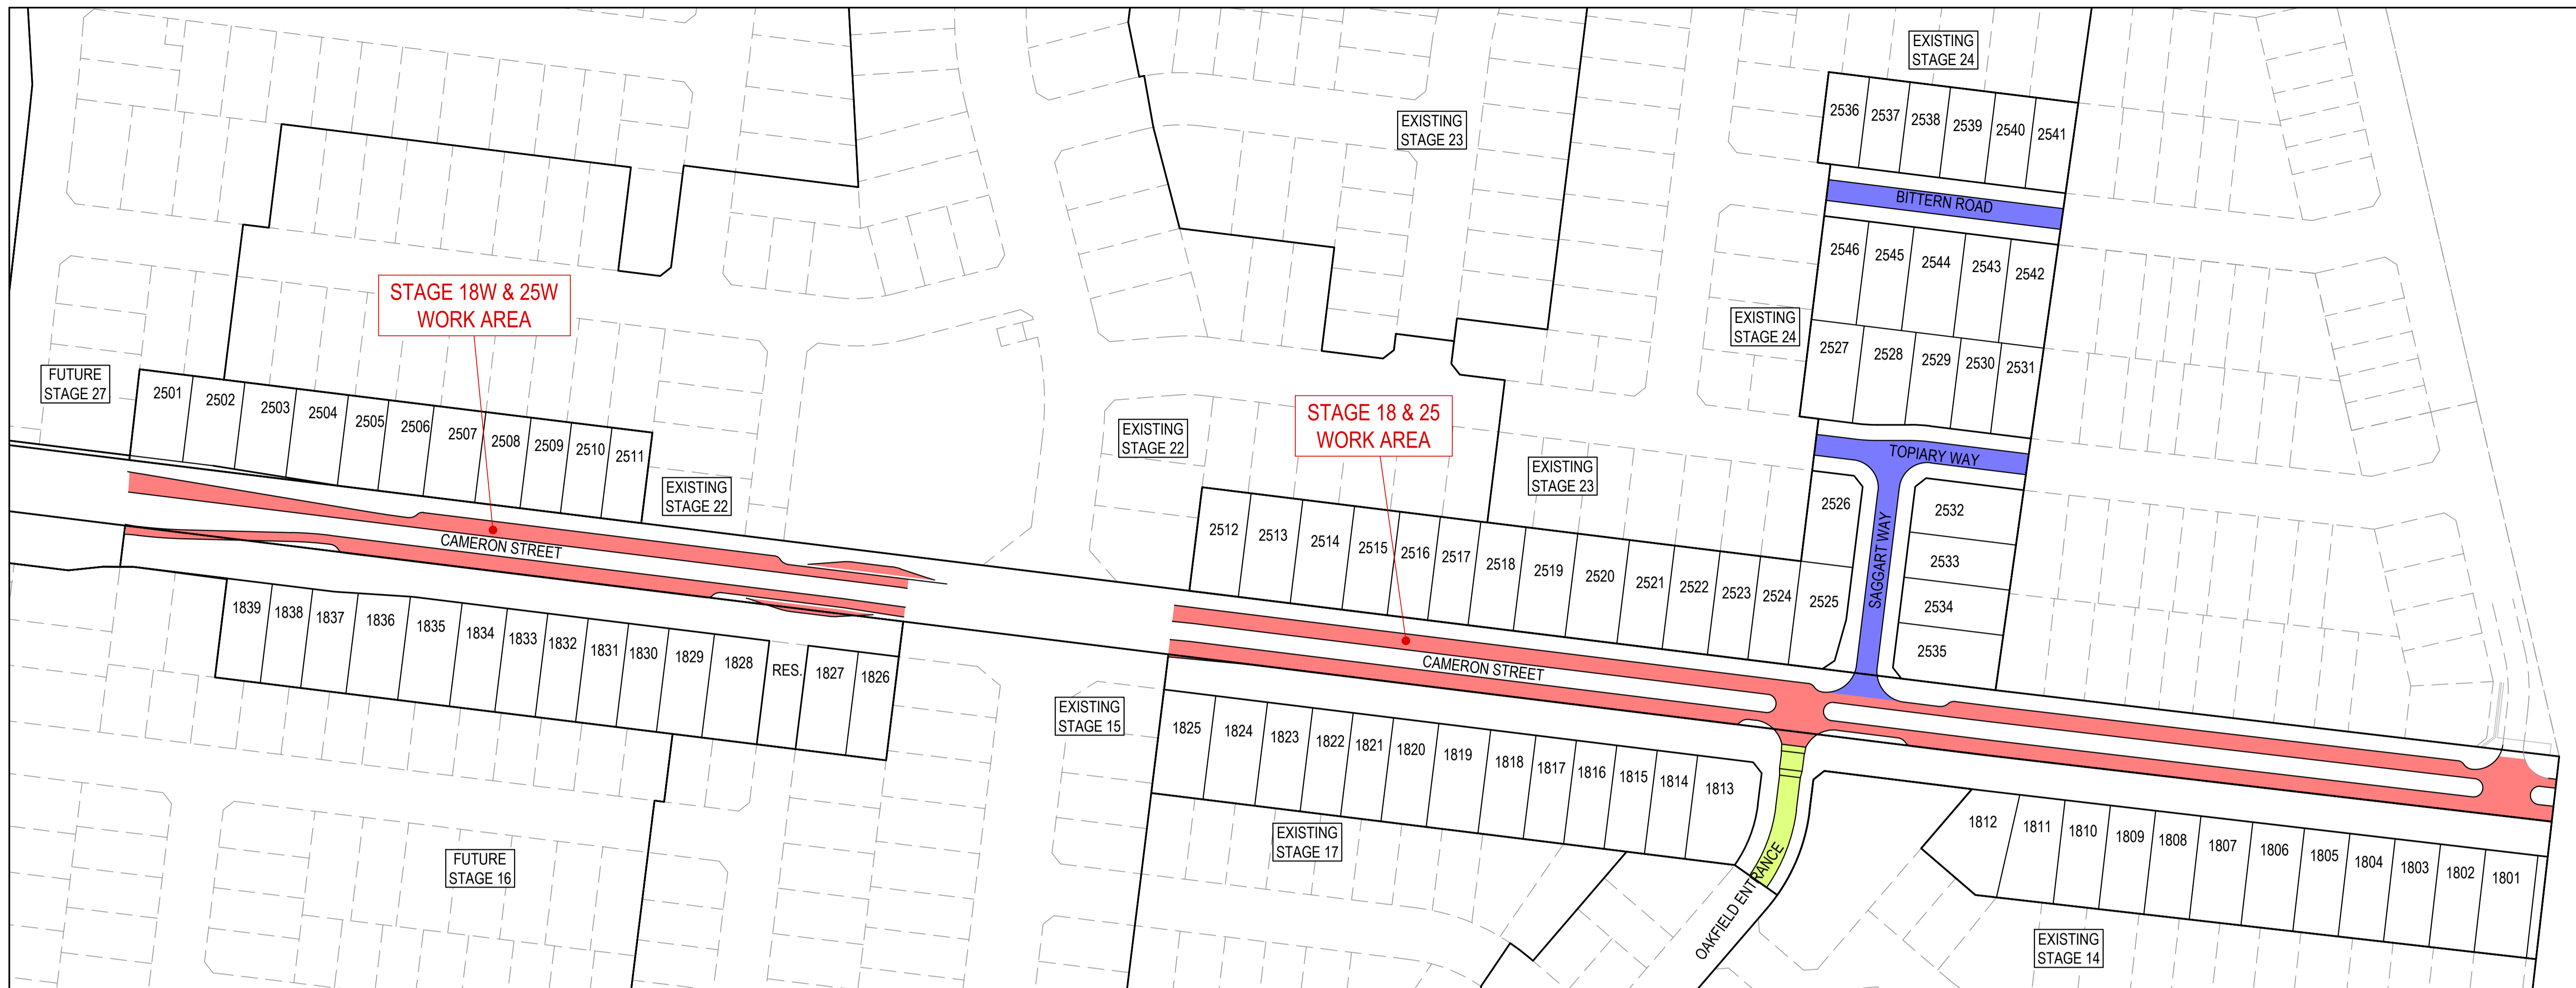 EXISTING
STAGE 24
2536
2537
2538
2539
2540
2541
EXISTING
STAGE 23
BITTERN ROAD
2546
2545
2544
2543
2542
STAGE 18W & 25W
WORK AREA
EXISTING
STAGE 24
2527
2528
2529
2530
2531
FUTURE
STAGE 27
2501
2502
2503
2504
2505
2506
2507
2508
2509
2510
2511
EXISTING
STAGE 22
EXISTING
STAGE 22
STAGE 18 & 25
WORK AREA
EXISTING
STAGE 23
TOPIARY WAY
SAGGART WAY
2526
2532
2533
2534
2535
2512
2513
2514
2515
2516
2517
2518
2519
2520
2521
2522
2523
2524
2525
CAMERON STREET
CAMERON STREET
1839
1838
1837
1836
1835
1834
1833
1832
1831
1830
1829
1828
RES.
1827
1826
EXISTING
STAGE 15
1825
1824
1823
1822
1821
1820
1819
1818
1817
1816
1815
1814
1813
EXISTING
STAGE 17
FUTURE
STAGE 16
OAKFIELD ENTRANCE
1812
1811
1810
1809
1808
1807
1806
1805
1804
1803
1802
1801
EXISTING
STAGE 14